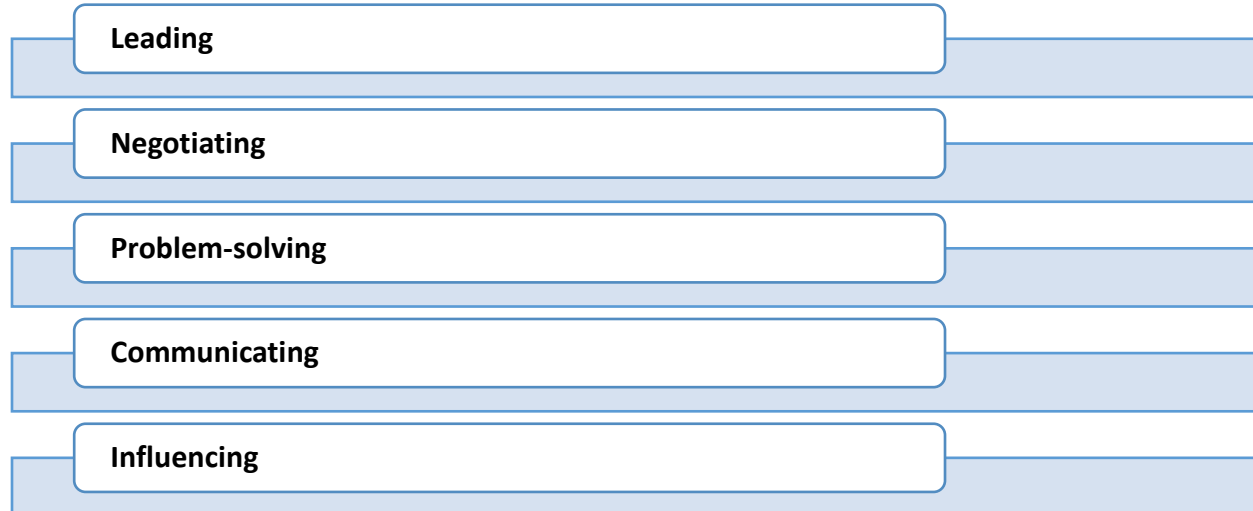 Leading
Negotiating
Problem-solving
Communicating
Influencing